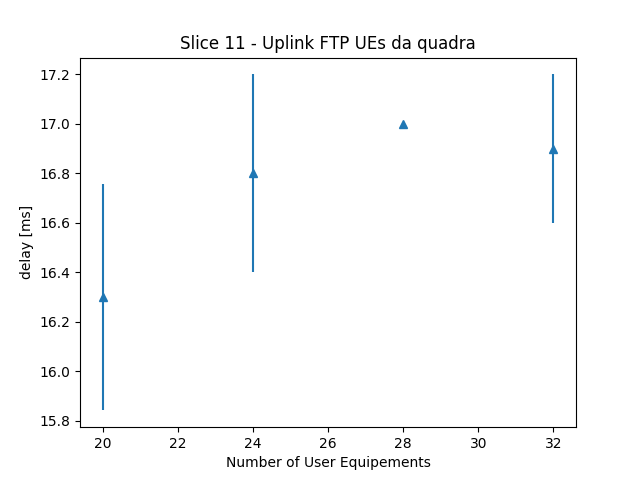 Slice 11 - Uplink FTP UEs da quadra
17.2
17.0
16.8
16.6
16.4
16.2
16.0
15.8
delay [ms]
20 22 24 26 28 30 32
Number of User Equipements